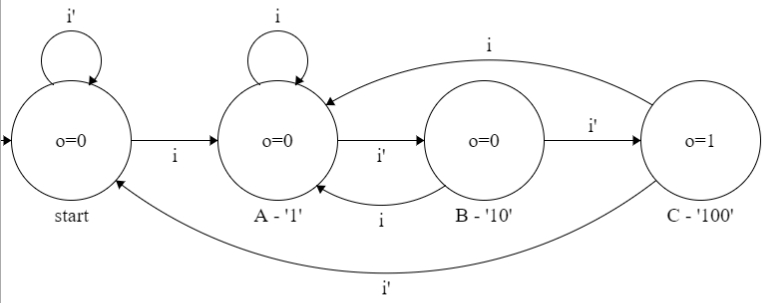 i'
i
i
o=0
o=0
o=0
o=1
i
i'
i'
i
start
A - '1'
B - '10'
C - '100'
i'